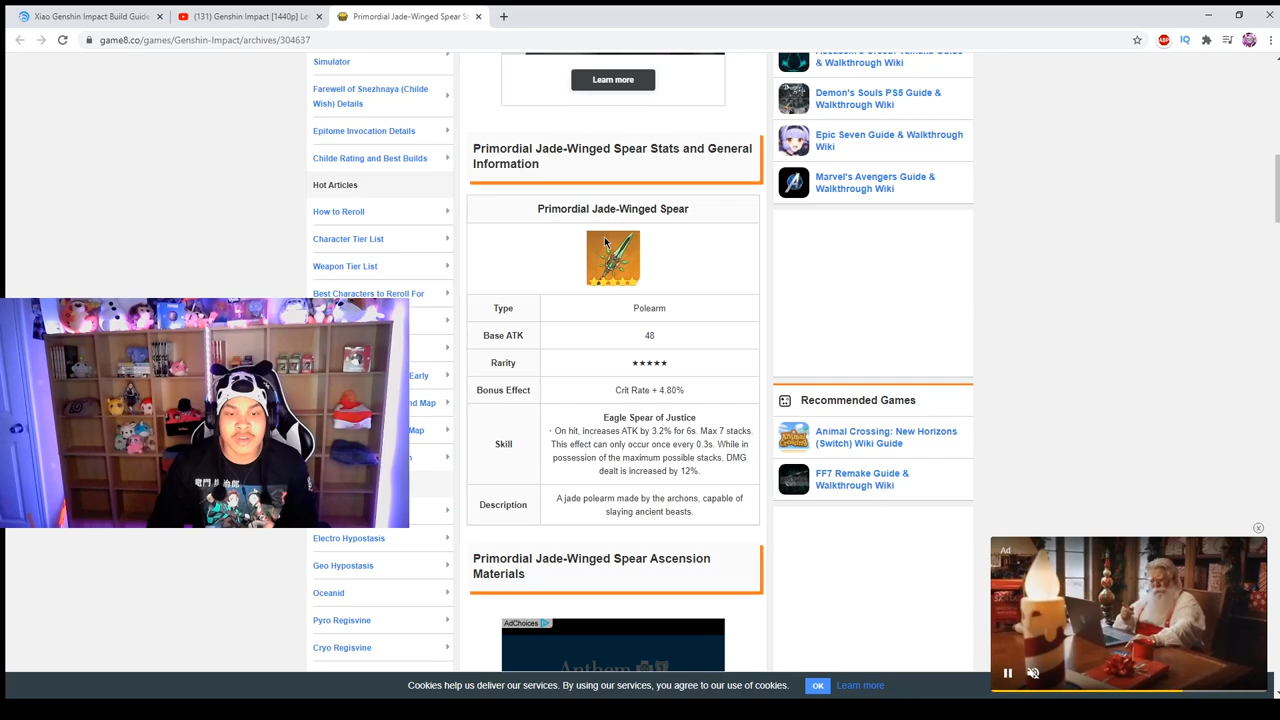 Xiao Genshin Impact Build Guide
(131) Genshin Impact [1440p] Le
Primordial Jade-Winged Spear S
game8.co/games/Genshin-Impact/archives/304637
ABP
IQ
Simulator
Farewell of Snezhnaya (Childe
Wish) Details
Epitome Invocation Details
Childe Rating and Best Builds
Hot Articles
How to Reroll
Character Tier List
Weapon Tier List
Best Characters to Reroll For
Early
nd Map
Map
Electro Hypostasis
Geo Hypostasis
Oceanid
Pyro Regisvine
Cryo Regisvine
Learn more
Primordial Jade-Winged Spear Stats and General
Information
Primordial Jade-Winged Spear
Type
Polearm
Base ATK
48
Rarity
★★★★★
Bonus Effect
Crit Rate + 4.80%
Skill
Eagle Spear of Justice
・On hit, increases ATK by 3.2% for 6s. Max 7 stacks.
This effect can only occur once every 0.3s. While in
possession of the maximum possible stacks, DMG
dealt is increased by 12%.
Description
A jade polearm made by the archons, capable of
slaying ancient beasts.
Primordial Jade-Winged Spear Ascension
Materials
AdChoices
Anthem
& Walkthrough Wiki
Demon's Souls PS5 Guide &
Walkthrough Wiki
Epic Seven Guide & Walkthrough
Wiki
Marvel's Avengers Guide &
Walkthrough Wiki
Recommended Games
Animal Crossing: New Horizons
(Switch) Wiki Guide
FF7 Remake Guide &
Walkthrough Wiki
Ad
Cookies help us deliver our services. By using our services, you agree to our use of cookies.
OK
Learn more